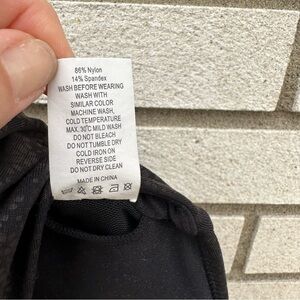 86% Nylon
14% Spandex
WASH BEFORE WEARING
WASH WITH
SIMILAR COLOR
MACHINE WASH,
COLD TEMPERATURE
MAX. 30℃ MILD WASH
DO NOT BLEACH
DO NOT TUMBLE DRY
COLD IRON ON
REVERSE SIDE
DO NOT DRY CLEAN
MADE IN CHINA